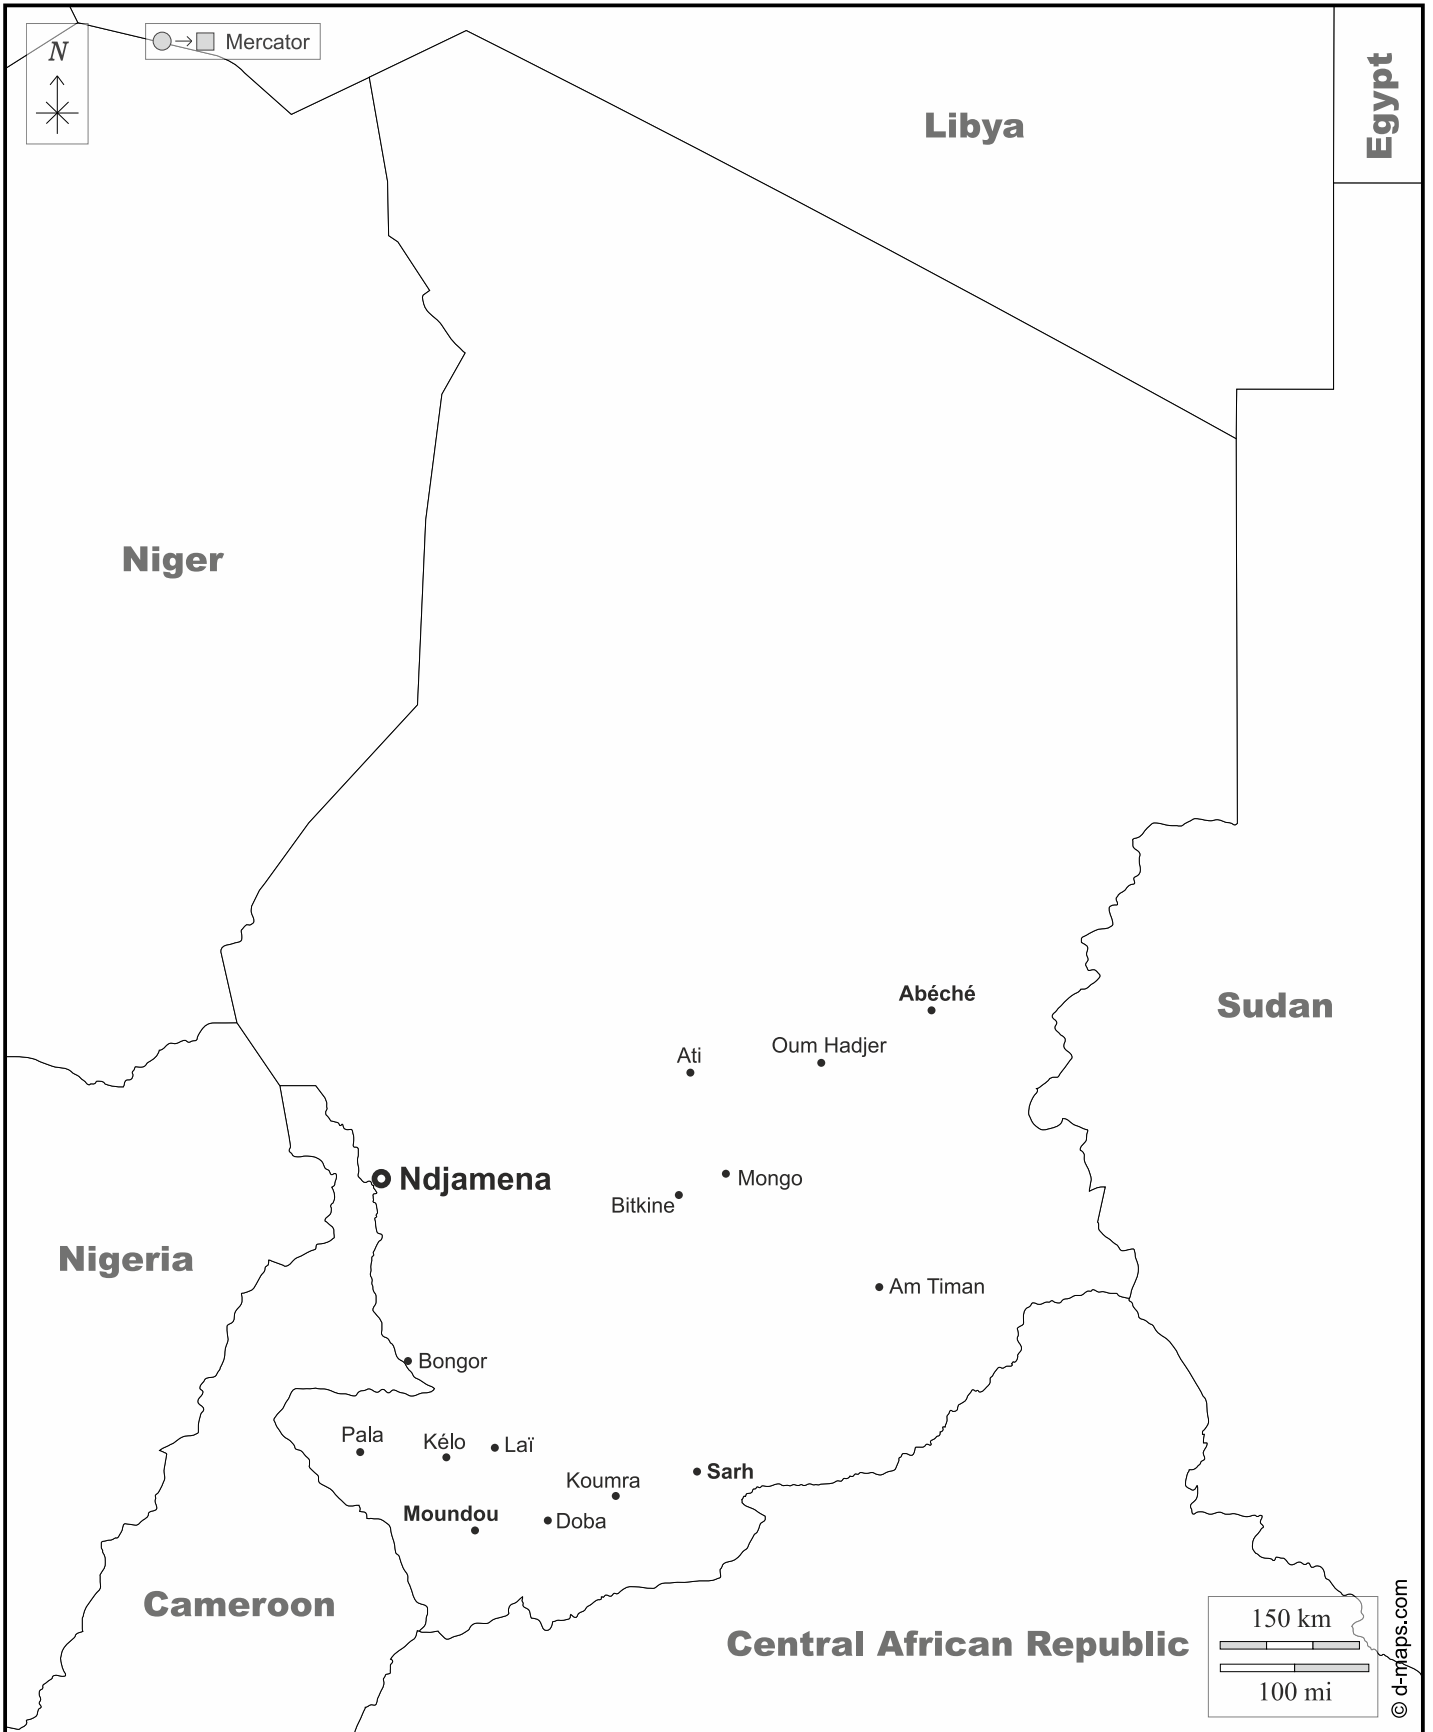 N
Mercator
Libya
Egypt
Niger
Abéché
Sudan
Oum Hadjer
Ati
Ndjamena
Mongo
Bitkine
Nigeria
Am Timan
Bongor
Pala
Kélo
Laï
Sarh
Koumra
Moundou
Doba
Cameroon
Central African Republic
150 km
100 mi
© d-maps.com